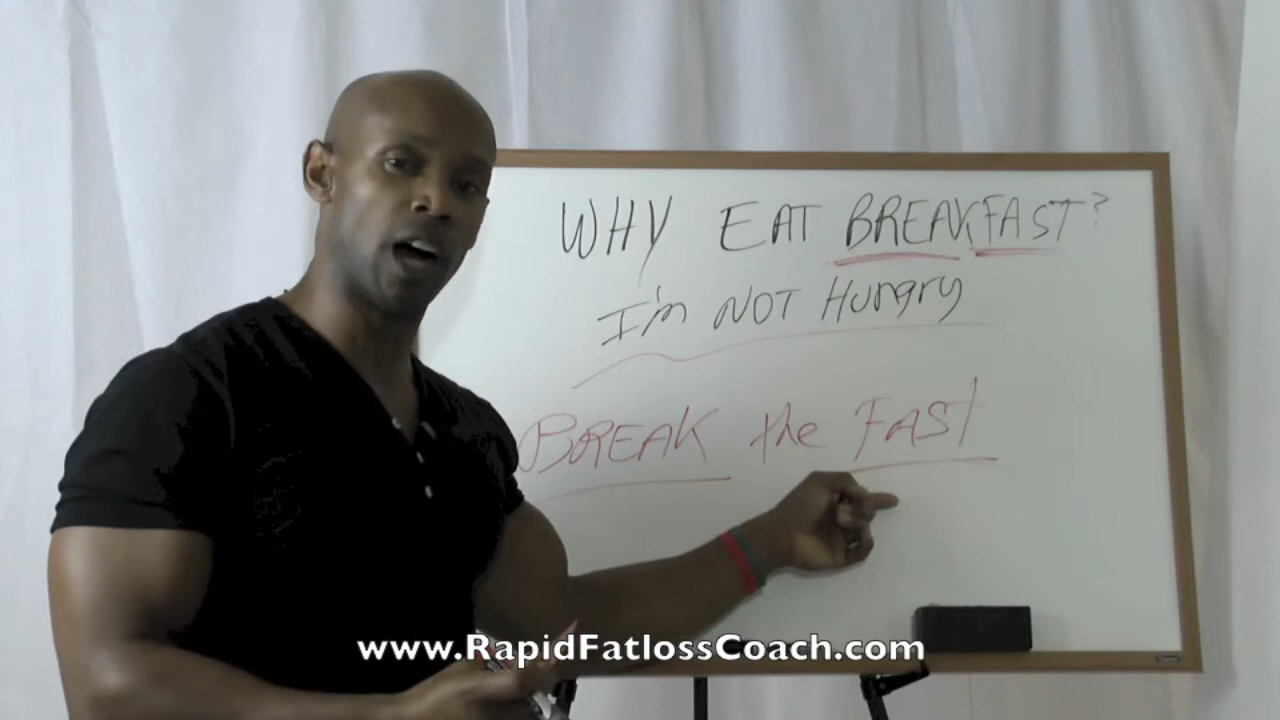 WHY EAT BREAKFAST?
I'm NOT Hungry
BREAK the FAST
www.RapidFatlossCoach.com